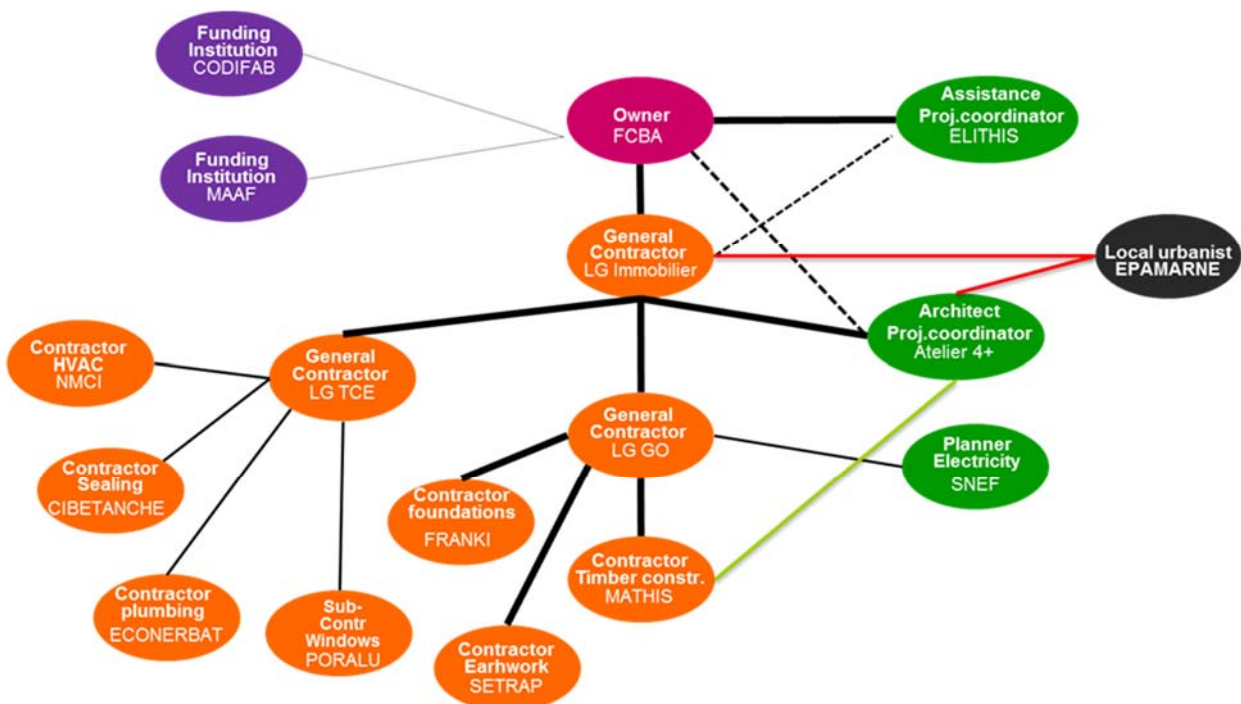 Funding
Institution
CODIFAB
Owner
FCBA
Assistance
Proj.coordinator
ELITHIS
Funding
Institution
MAAF
General
Contractor
LG Immobilier
Local urbanist
EPAMARNE
Architect
Proj.coordinator
Atelier 4+
Contractor
HVAC
NMCI
General
Contractor
LG TCE
General
Contractor
LG GO
Planner
Electricity
SNEF
Contractor
Sealing
CIBETANCHE
Contractor
foundations
FRANKI
Contractor
Timber constr.
MATHIS
Contractor
plumbing
ECONERBAT
Sub-
Contr
Windows
PORALU
Contractor
Earhwork
SETRAP